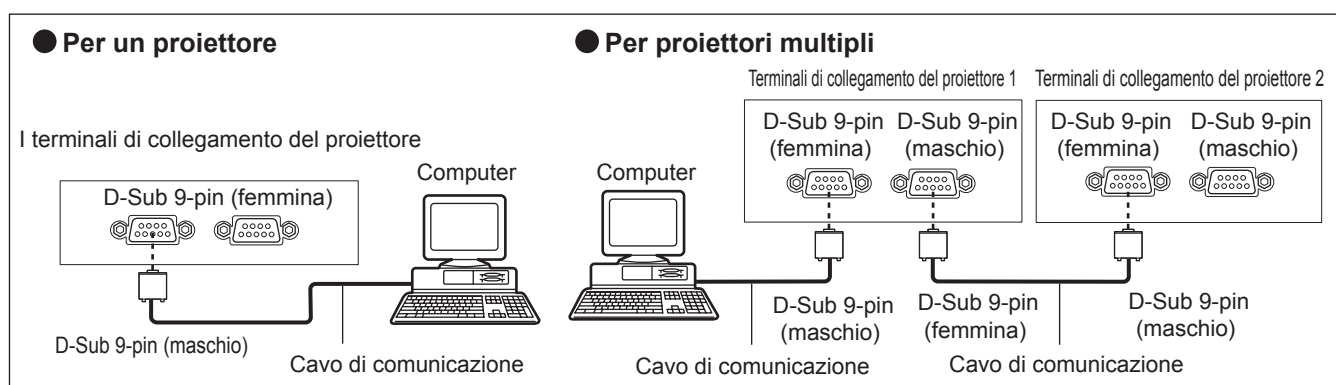 ● Per un proiettore
I terminali di collegamento del proiettore
D-Sub 9-pin (femmina)
Computer
D-Sub 9-pin (maschio)
Cavo di comunicazione
● Per proiettori multipli
Terminali di collegamento del proiettore 1
Terminali di collegamento del proiettore 2
D-Sub 9-pin
(femmina)
D-Sub 9-pin
(maschio)
D-Sub 9-pin
(femmina)
D-Sub 9-pin
(maschio)
Computer
D-Sub 9-pin
(maschio)
D-Sub 9-pin
(femmina)
D-Sub 9-pin
(maschio)
Cavo di comunicazione
Cavo di comunicazione